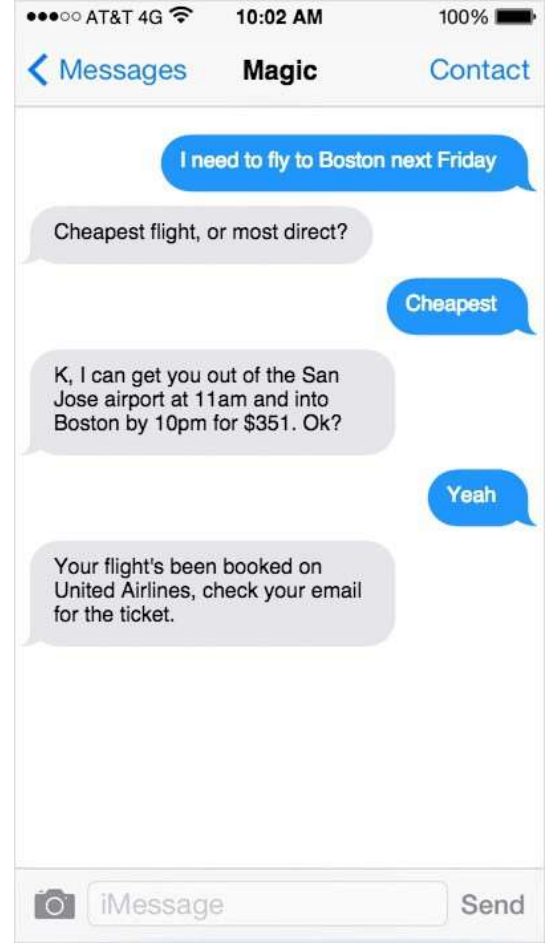 AT&T 4G 10:02 AM 100%
Messages Magic Contact
I need to fly to Boston next Friday
Cheapest flight, or most direct?
Cheapest
K, I can get you out of the San
Jose airport at 11am and into
Boston by 10pm for $351. Ok?
Yeah
Your flight's been booked on
United Airlines, check your email
for the ticket.
iMessage Send